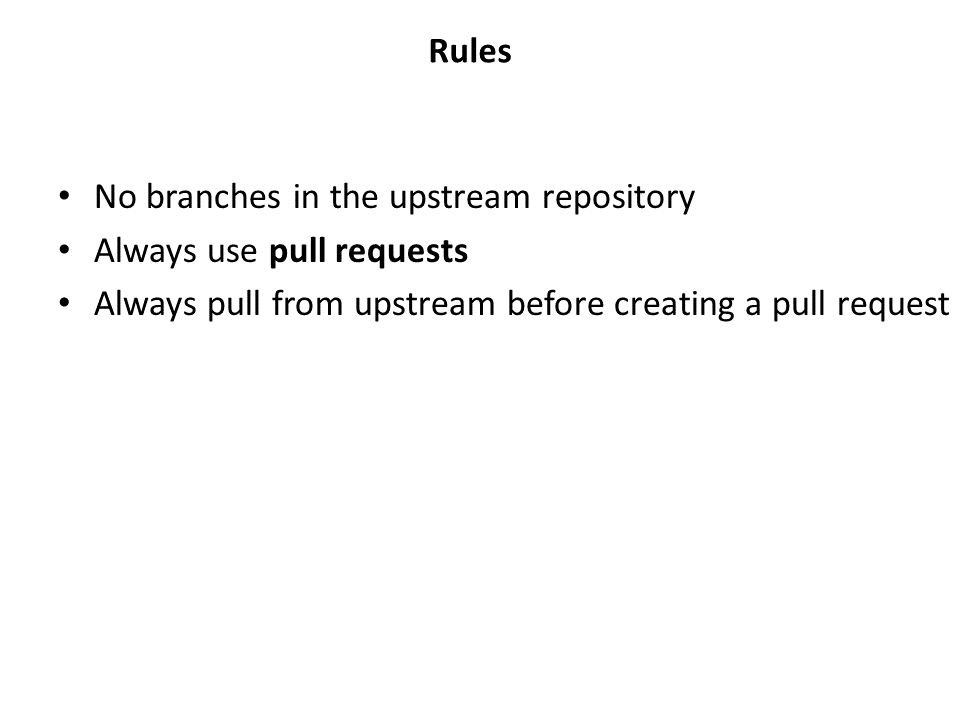 Rules
• No branches in the upstream repository
• Always use pull requests
• Always pull from upstream before creating a pull request